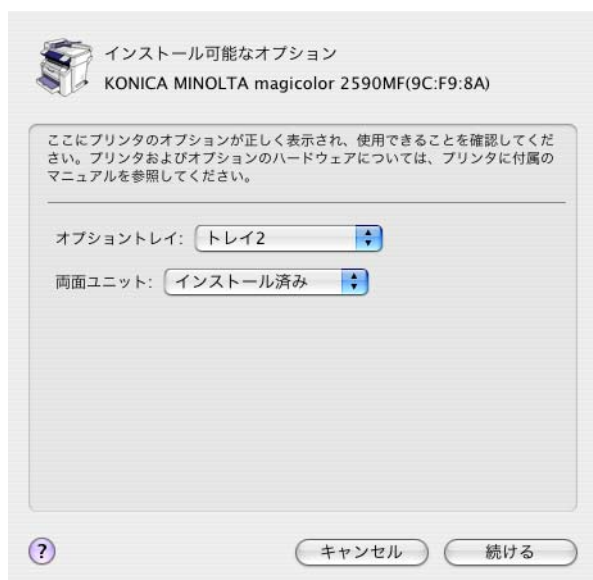 インストール可能なオプション
KONICA MINOLTA magicolor 2590MF(9C:F9:8A)
ここにプリンタのオプションが正しく表示され、使用できることを確認してくだ
さい。プリンタおよびオプションのハードウェアについては、プリンタに付属の
マニュアルを参照してください。
オプショントレイ: トレイ2
両面ユニット: インストール済み
? キャンセル 続ける